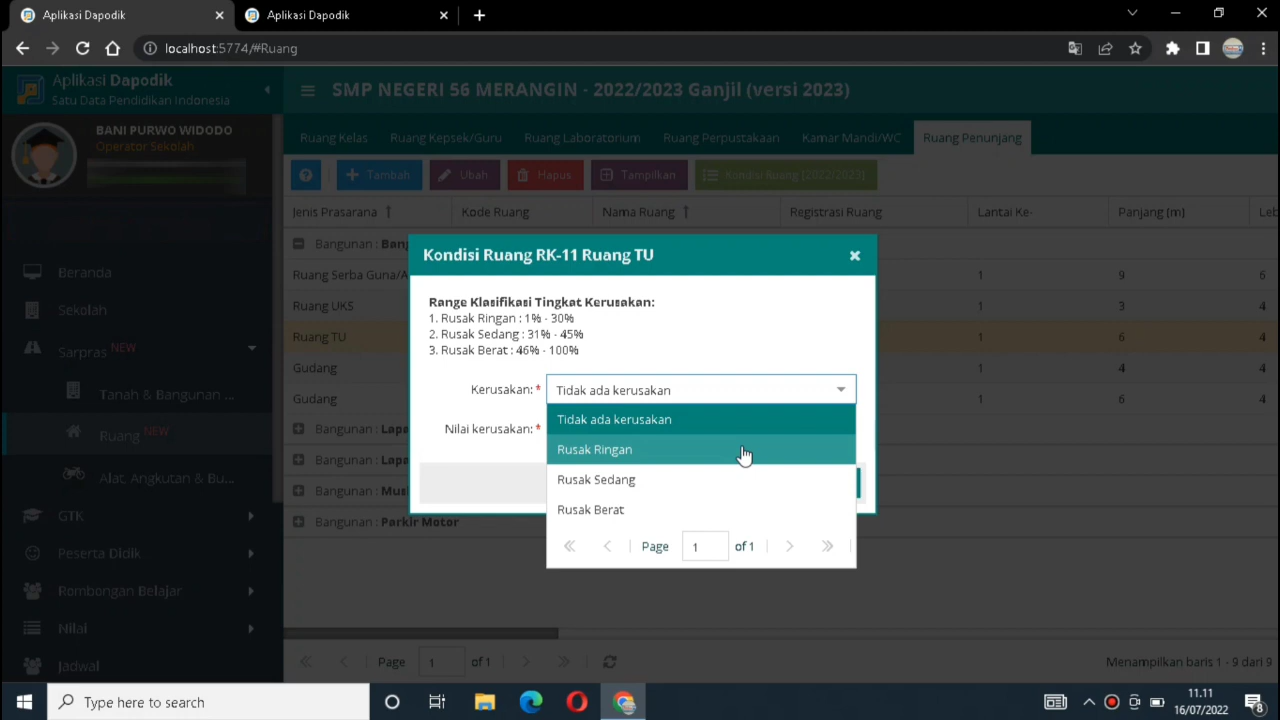 Aplikasi Dapodik
Aplikasi Dapodik
localhost:5774/#Ruang
Aplikasi Dapodik
Satu Data Pendidikan Indonesia
SMP NEGERI 56 MERANGIN - 2022/2023 Ganjil (versi 2023)
BANI PURWO WIDODO
Operator Sekolah
Ruang Kelas
Ruang Kepsek/Guru
Ruang Laboratorium
Ruang Perpustakaan
Kamar Mandi/WC
Ruang Penunjang
Tambah
Ubah
Hapus
Tampilkan
Kondisi Ruang [2022/2023]
Jenis Prasarana
Kode Ruang
Nama Ruang
Registrasi Ruang
Lantai Ke-
Panjang (m)
Leb
Bangunan : Bang
Ruang Serba Guna/A
1
9
6
Ruang UKS
1
3
4
Ruang TU
1
6
4
Gudang
1
4
4
Gudang
1
6
4
Bangunan : Lapa
Bangunan : Lapa
Bangunan : Mus
Bangunan : Parkir Motor
Beranda
Sekolah
Sarpras NEW
Tanah & Bangunan ...
Ruang NEW
Alat, Angkutan & Bu...
GTK
Peserta Didik
Rombongan Belajar
Nilai
Jadwal
Kondisi Ruang RK-11 Ruang TU
Range Klasifikasi Tingkat Kerusakan:
1. Rusak Ringan : 1% - 30%
2. Rusak Sedang : 31% - 45%
3. Rusak Berat : 46% - 100%
Kerusakan: *
Tidak ada kerusakan
Nilai kerusakan: *
Tidak ada kerusakan
Rusak Ringan
Rusak Sedang
Rusak Berat
Page 1 of 1
Page 1 of 1
Menampilkan baris 1 - 9 dari 9
Type here to search
11.11
16/07/2022
8